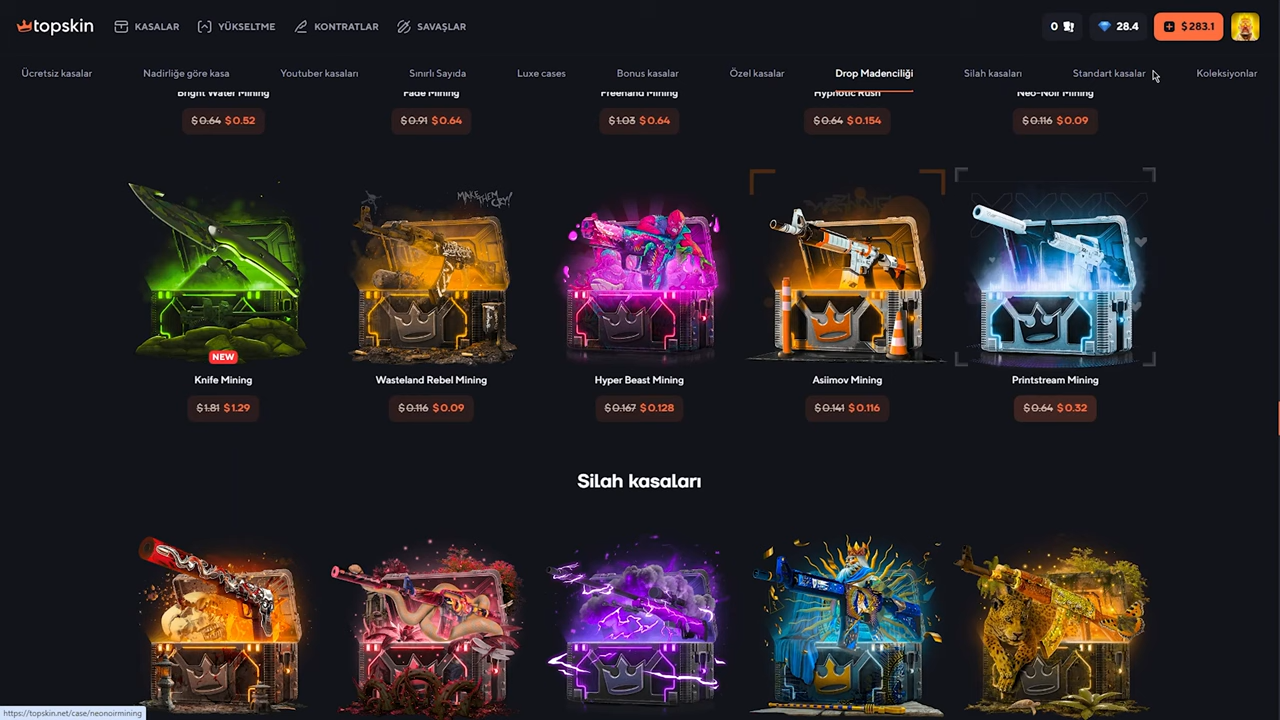 topskin KASALAR YÜKSELTME KONTRATLAR SAVAŞLAR 0 28.4 $283.1
Ücretsiz kasalar Nadirliğe göre kasa Youtuber kasaları Sınırlı Sayıda Luxe cases Bonus kasalar Özel kasalar Drop Madenciliği Silah kasaları Standart kasalar Koleksiyonlar
Bright Water Mining Fade Mining Freehand Mining Hypnotic Rush Neo-Noir Mining
$0.64 $0.52 $0.91 $0.64 $1.03 $0.64 $0.64 $0.154 $0.116 $0.09
MAKE THEM CRY!
NEW
Knife Mining Wasteland Rebel Mining Hyper Beast Mining Asiimov Mining Printstream Mining
$1.81 $1.29 $0.116 $0.09 $0.167 $0.128 $0.141 $0.116 $0.64 $0.32
Silah kasaları
https://topskin.net/case/neonoirmining